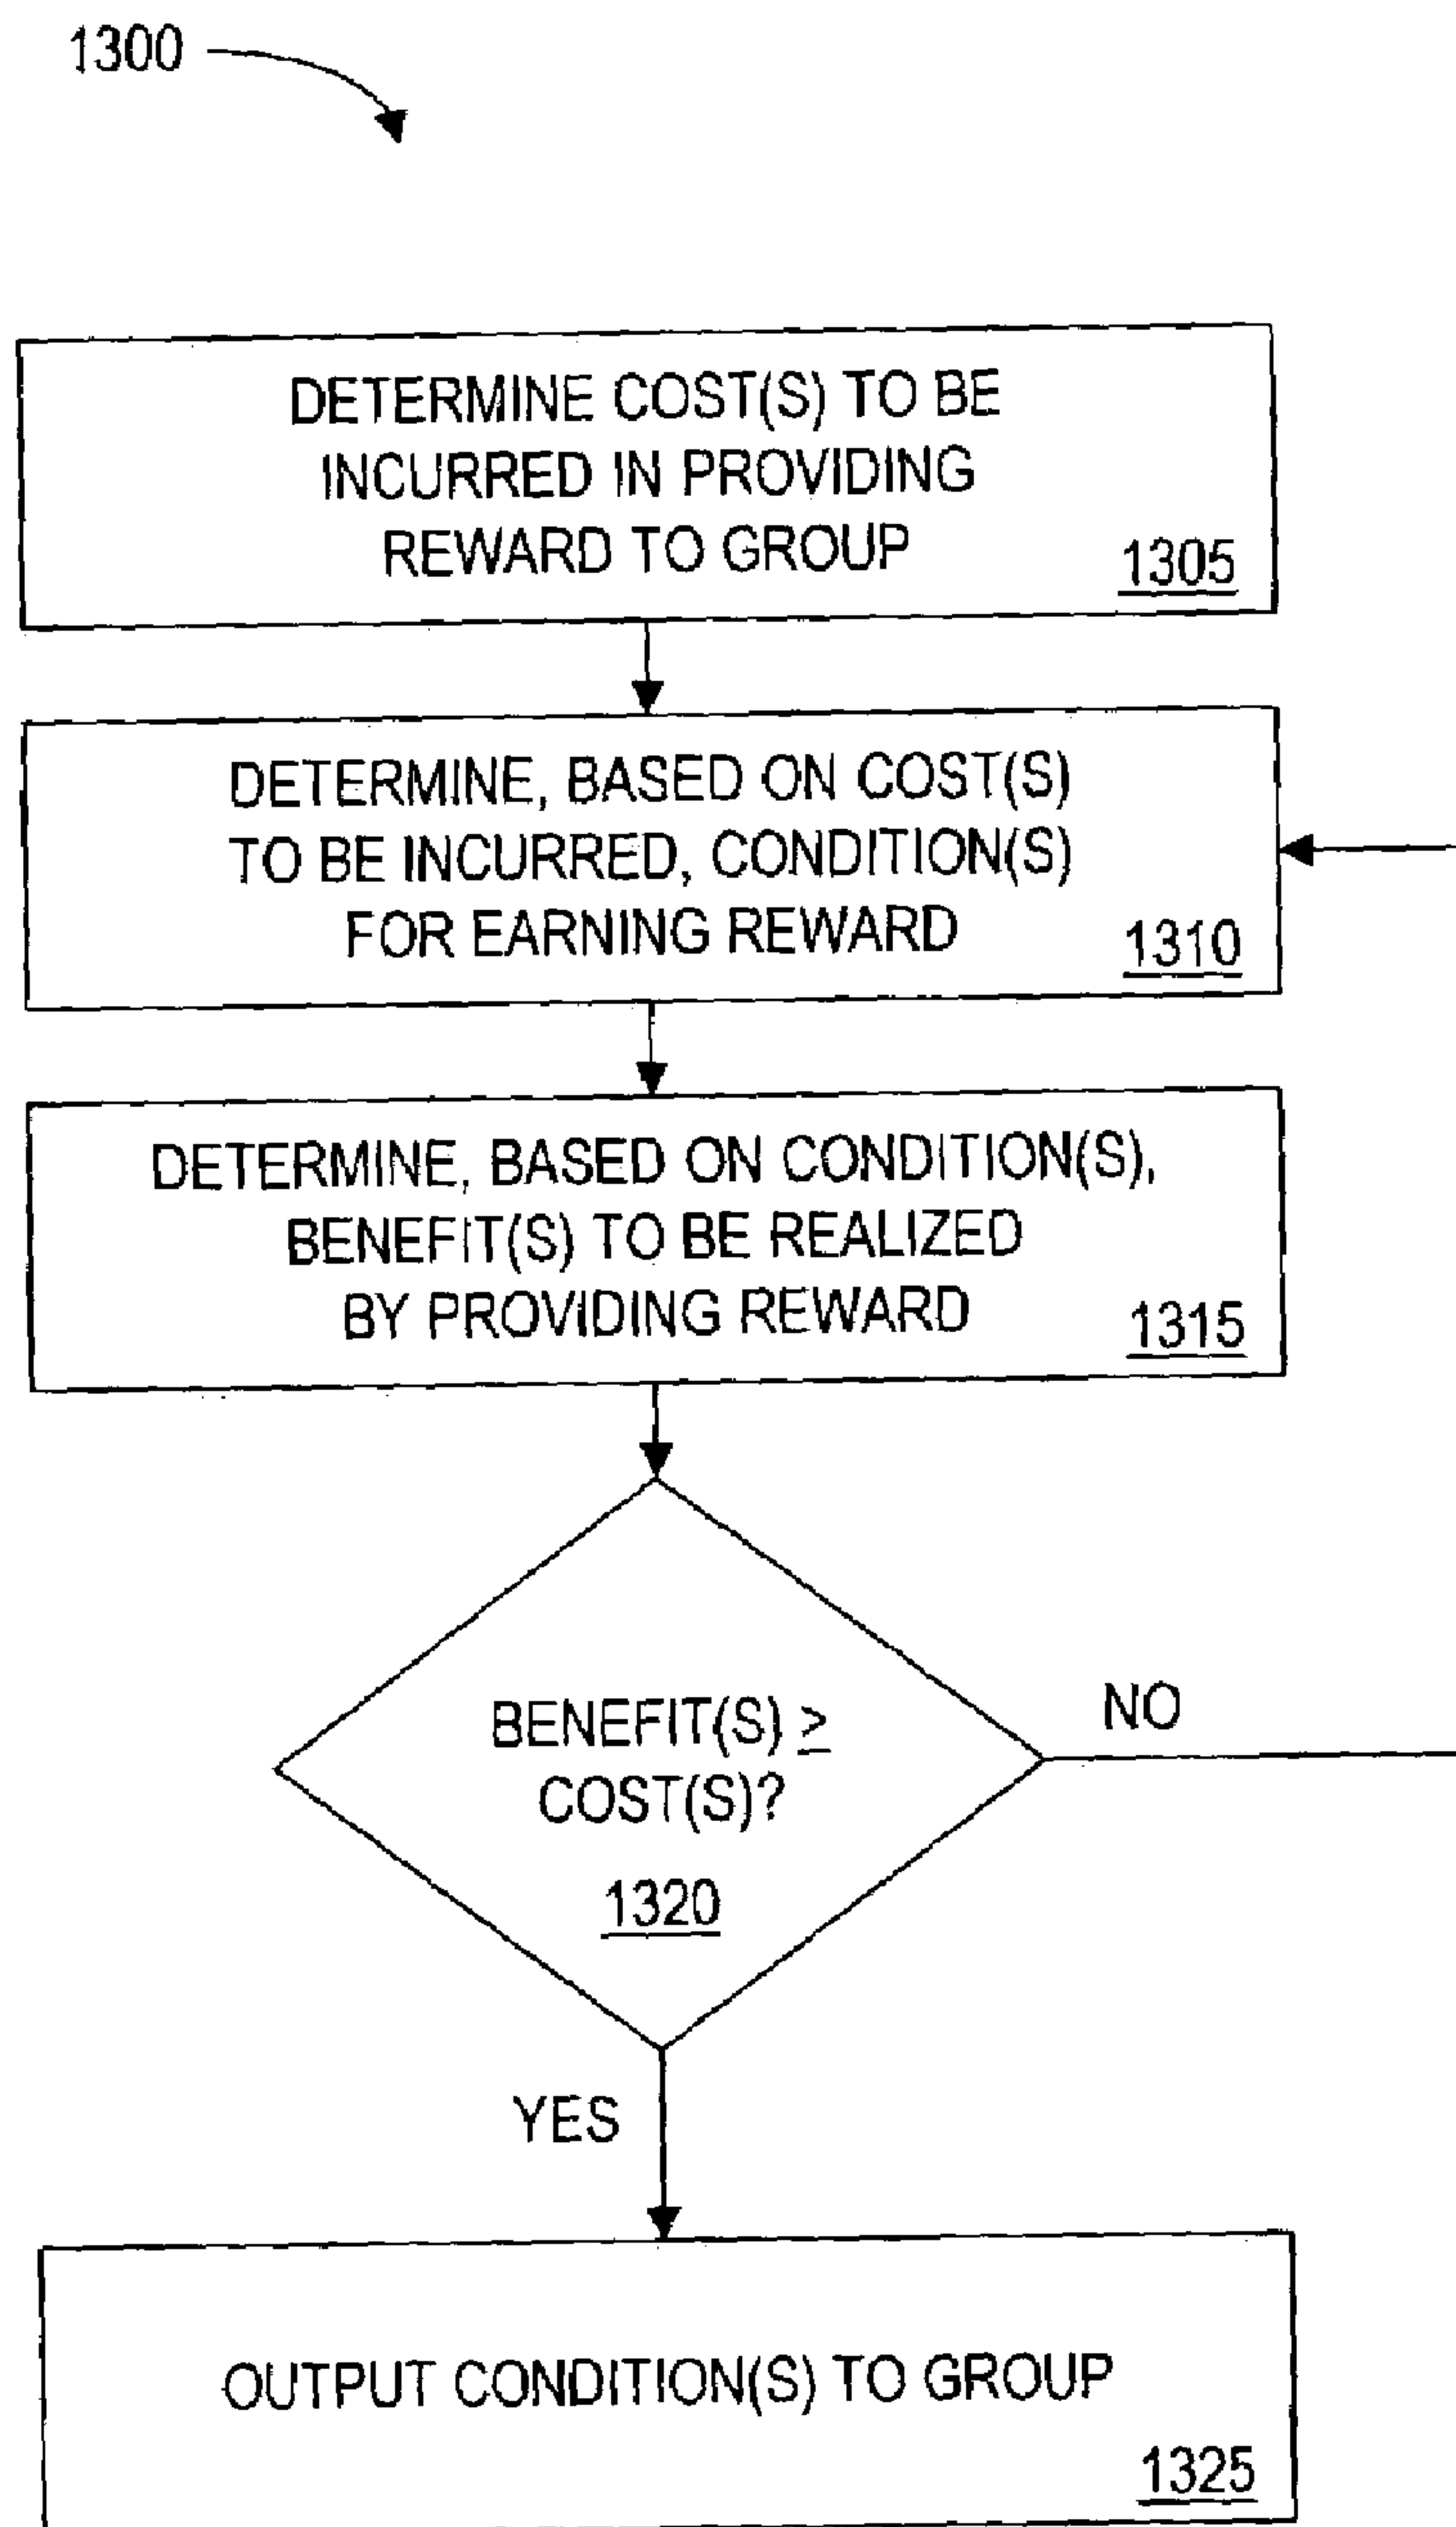 1300
DETERMINE COST(S) TO BE
INCURRED IN PROVIDING
REWARD TO GROUP
1305
DETERMINE, BASED ON COST(S)
TO BE INCURRED, CONDITION(S)
FOR EARNING REWARD
1310
DETERMINE, BASED ON CONDITION(S),
BENEFIT(S) TO BE REALIZED
BY PROVIDING REWARD
1315
BENEFIT(S) ≥
COST(S)?
1320
NO
YES
OUTPUT CONDITION(S) TO GROUP
1325